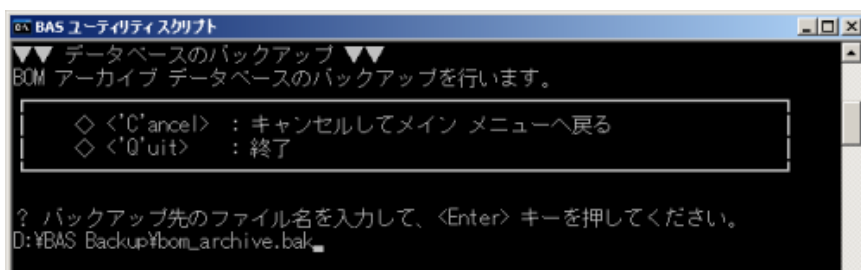 BAS ユーティリティ スクリプト
▼▼ データベースのバックアップ ▼▼
BOM アーカイブ データベースのバックアップを行います。
◇ <'C'ancel> : キャンセルしてメイン メニューへ戻る
◇ <'Q'uit> : 終了
? バックアップ先のファイル名を入力して、<Enter> キーを押してください。
D:¥BAS Backup¥bom_archive.bak